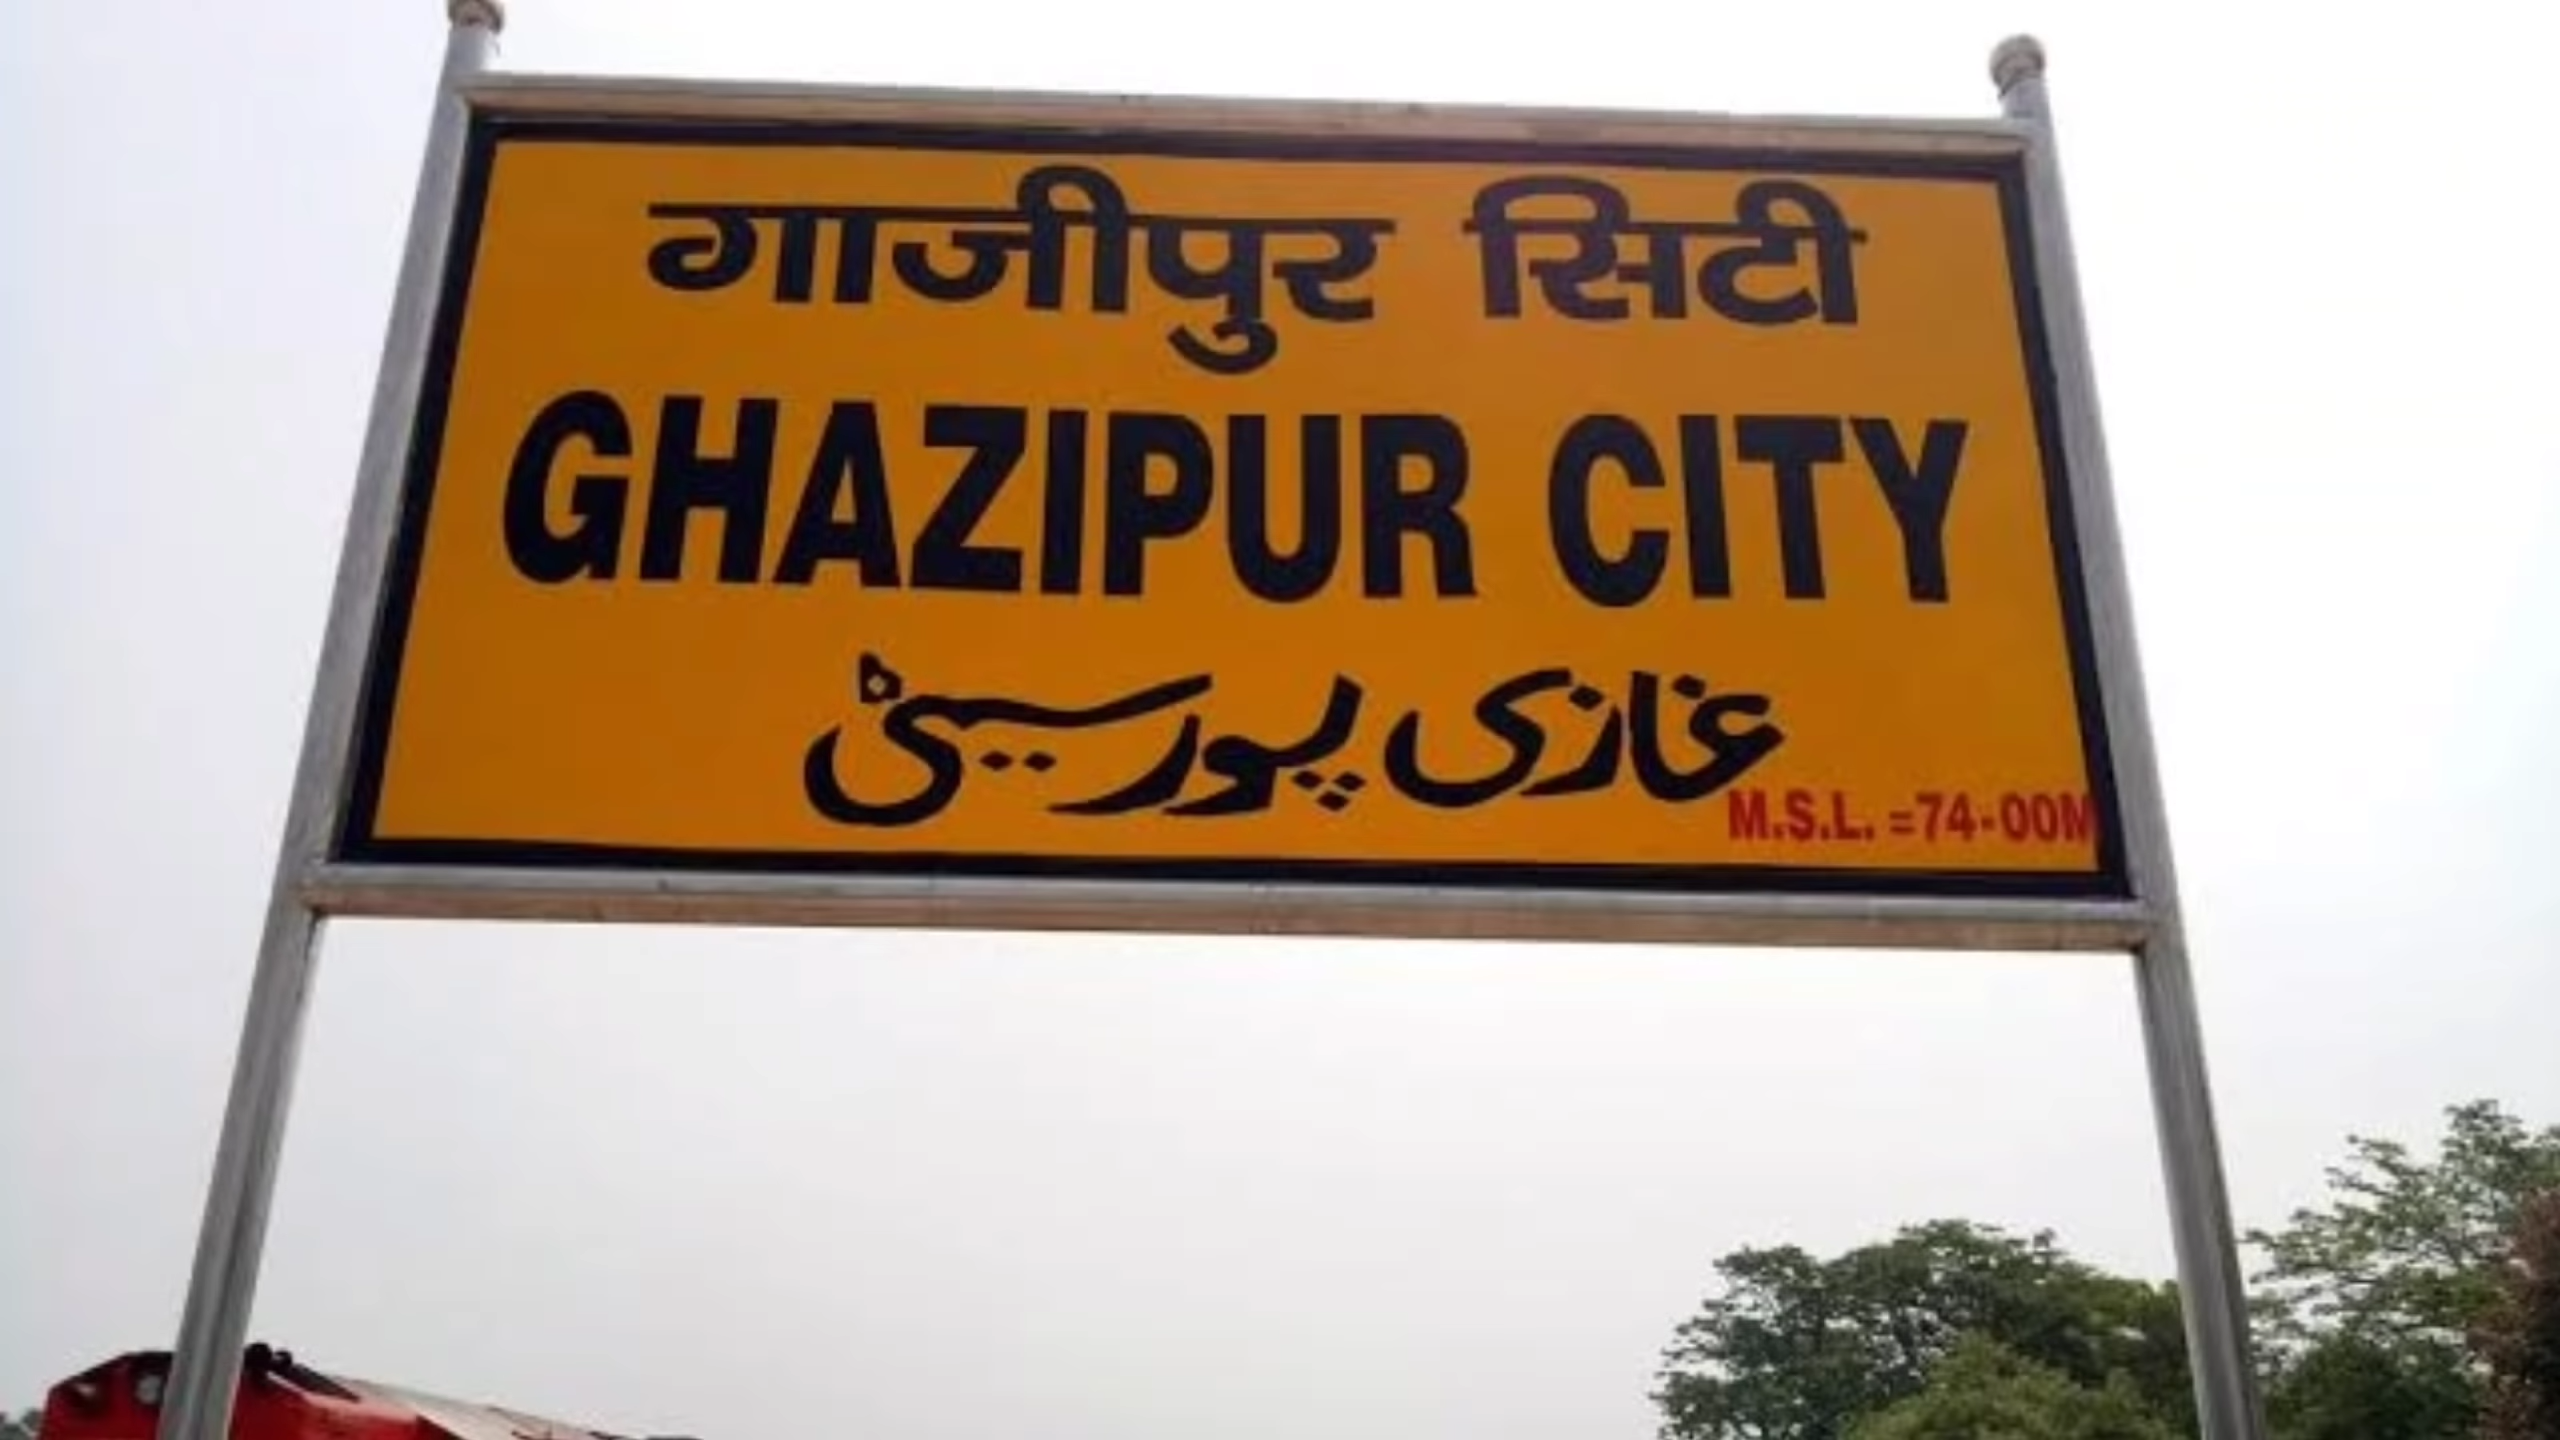 गाजीपुर सिटी
GHAZIPUR CITY
غازی پور سیٹی
M.S.L. =74-00M